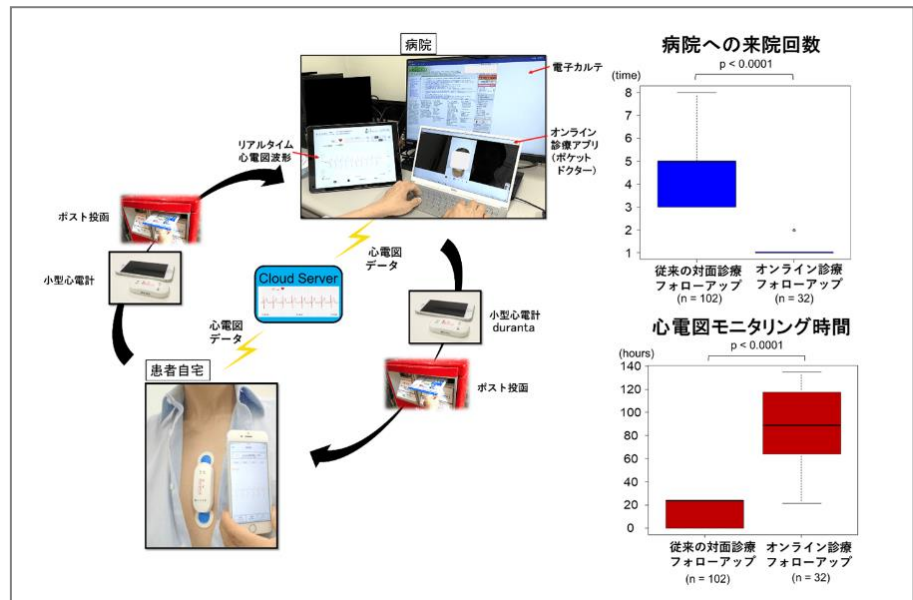 病院
電子カルテ
オンライン
診療アプリ
(ポケット
ドクター)
リアルタイム
心電図波形
ポスト投函
小型心電計
心電図
データ
Cloud Server
心電図
データ
小型心電計
duranta
ポスト投函
患者自宅
病院への来院回数
p < 0.0001
(time)
8
7
6
5
4
3
2
1
従来の対面診療
フォローアップ
(n = 102)
オンライン診療
フォローアップ
(n = 32)
心電図モニタリング時間
p < 0.0001
(hours)
140
120
100
80
60
40
20
0
従来の対面診療
フォローアップ
(n = 102)
オンライン診療
フォローアップ
(n = 32)